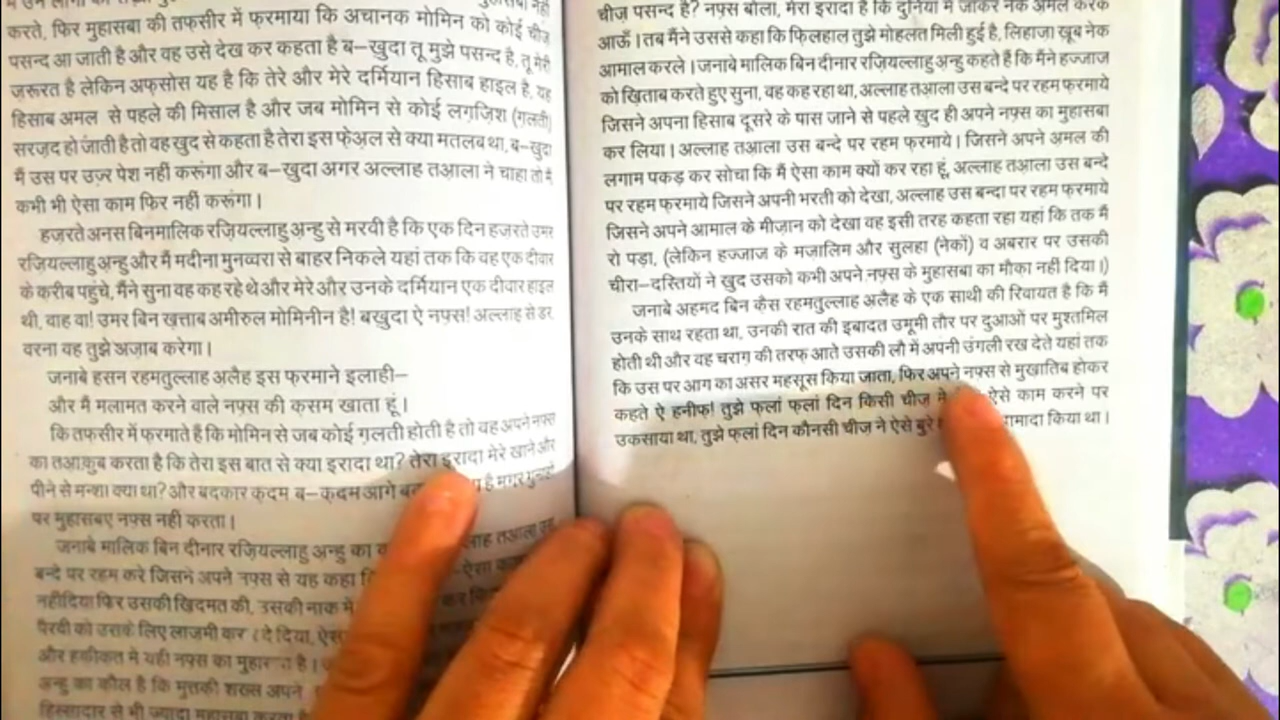 करते, फिर मुहासबा की तफ़सीर में फ़रमाया कि अचानक मोमिन को कोई चीज़
पसन्द आ जाती है और वह उसे देख कर कहता है ब–खुदा तू मुझे पसन्द है, तू मेरी
ज़रूरत है लेकिन अफ़सोस यह है कि तेरे और मेरे दर्मियान हिसाब हाइल है, यह
हिसाब अमल से पहले की मिसाल है और जब मोमिन से कोई लग़ज़िश (ग़लती)
सरज़द हो जाती है तो वह खुद से कहता है तेरा इस फ़ेअ़ल से क्या मतलब था, ब–खुदा
मैं उस पर उज़्र पेश नहीं करूंगा और ब–खुदा अगर अल्लाह तआ़ला ने चाहा तो मैं
कभी भी ऐसा काम फिर नहीं करूंगा।
हज़रते अनस बिनमालिक रज़ियल्लाहु अन्हु से मरवी है कि एक दिन हज़रते उमर
रज़ियल्लाहु अन्हु और मैं मदीना मुनव्वरा से बाहर निकले यहां तक कि वह एक दीवार
के क़रीब पहुंचे, मैंने सुना वह कह रहे थे और मेरे और उनके दर्मियान एक दीवार हाइल
थी, वाह वा! उमर बिन ख़त्ताब अमीरुल मोमिनीन है! बखुदा ऐ नफ़्स! अल्लाह से डर,
वरना वह तुझे अज़ाब करेगा।
जनाबे हसन रहमतुल्लाह अलैह इस फ़रमाने इलाही–
और मैं मलामत करने वाले नफ़्स की क़सम खाता हूं।
कि तफ़सीर में फ़रमाते हैं कि मोमिन से जब कोई ग़लती होती है तो वह अपने नफ़्स
का तआ़कुब करता है कि तेरा इस बात से क्या इरादा था? तेरा इरादा मेरे खाने और
पीने से मन्शा क्या था? और बदकार क़दम ब–क़दम आगे है मगर
पर मुहासबए नफ़्स नही करता।
जनाबे मालिक बिन दीनार रज़ियल्लाहु अन्हु का तआ़ला
बन्दे पर रहम करे जिसने अपने नफ़्स से यह कहा
नहीं दिया फिर उसकी ख़िदमत की, उसकी नाक में
पैरवी को उसके लिए लाज़मी कर
और हक़ीक़त में यही नफ़्स का है।
अन्हु का क़ौल है कि मुत्तक़ी शख़्स अपने
हिस्सादार से भी ज़्यादा मुहासबा करता है
चीज़ पसन्द है? नफ़्स बोला, मेरा इरादा है कि दुनिया में जाकर नेक अमल करके
आऊँ। तब मैंने उससे कहा कि फ़िलहाल तुझे मोहलत मिली हुई है, लिहाज़ा खूब नेक
आमाल करले। जनाबे मालिक बिन दीनार रज़ियल्लाहु अन्हु कहते हैं कि मैंने हज्जाज
को ख़िताब करते हुए सुना, वह कह रहा था, अल्लाह तआ़ला उस बन्दे पर रहम फ़रमाये
जिसने अपना हिसाब दूसरे के पास जाने से पहले खुद ही अपने नफ़्स का मुहासबा
कर लिया। अल्लाह तआ़ला उस बन्दे पर रहम फ़रमाये। जिसने अपने अ़मल की
लगाम पकड़ कर सोचा कि मैं ऐसा काम क्यों कर रहा हूं, अल्लाह तआ़ला उस बन्दे
पर रहम फ़रमाये जिसने अपनी भरती को देखा, अल्लाह उस बन्दा पर रहम फ़रमाये
जिसने अपने आमाल के मीज़ान को देखा वह इसी तरह कहता रहा यहां कि तक मैं
रो पड़ा, (लेकिन हज्जाज के मज़ालिम और सुलहा (नेकों) व अबरार पर उसकी
चीरा–दस्तियों ने खुद उसको कभी अपने नफ़्स के मुहासबा का मौक़ा नही दिया।)
जनाबे अहमद बिन क़ैस रहमतुल्लाह अ़लैह के एक साथी की रिवायत है कि मैं
उनके साथ रहता था, उनकी रात की इबादत उमूमी तौर पर दुआओं पर मुश्तमिल
होती थी और वह चराग़ की तरफ़ आते उसकी लौ में अपनी उंगली रख देते यहां तक
कि उस पर आग का असर महसूस किया जाता, फिर अपने नफ़्स से मुख़ातिब होकर
कहते ऐ हनीफ़! तुझे फ़लां फ़लां दिन किसी चीज़ ने ऐसे काम करने पर
उकसाया था, तुझे फ़लां दिन कौनसी चीज़ ने ऐसे बुरे किया था।